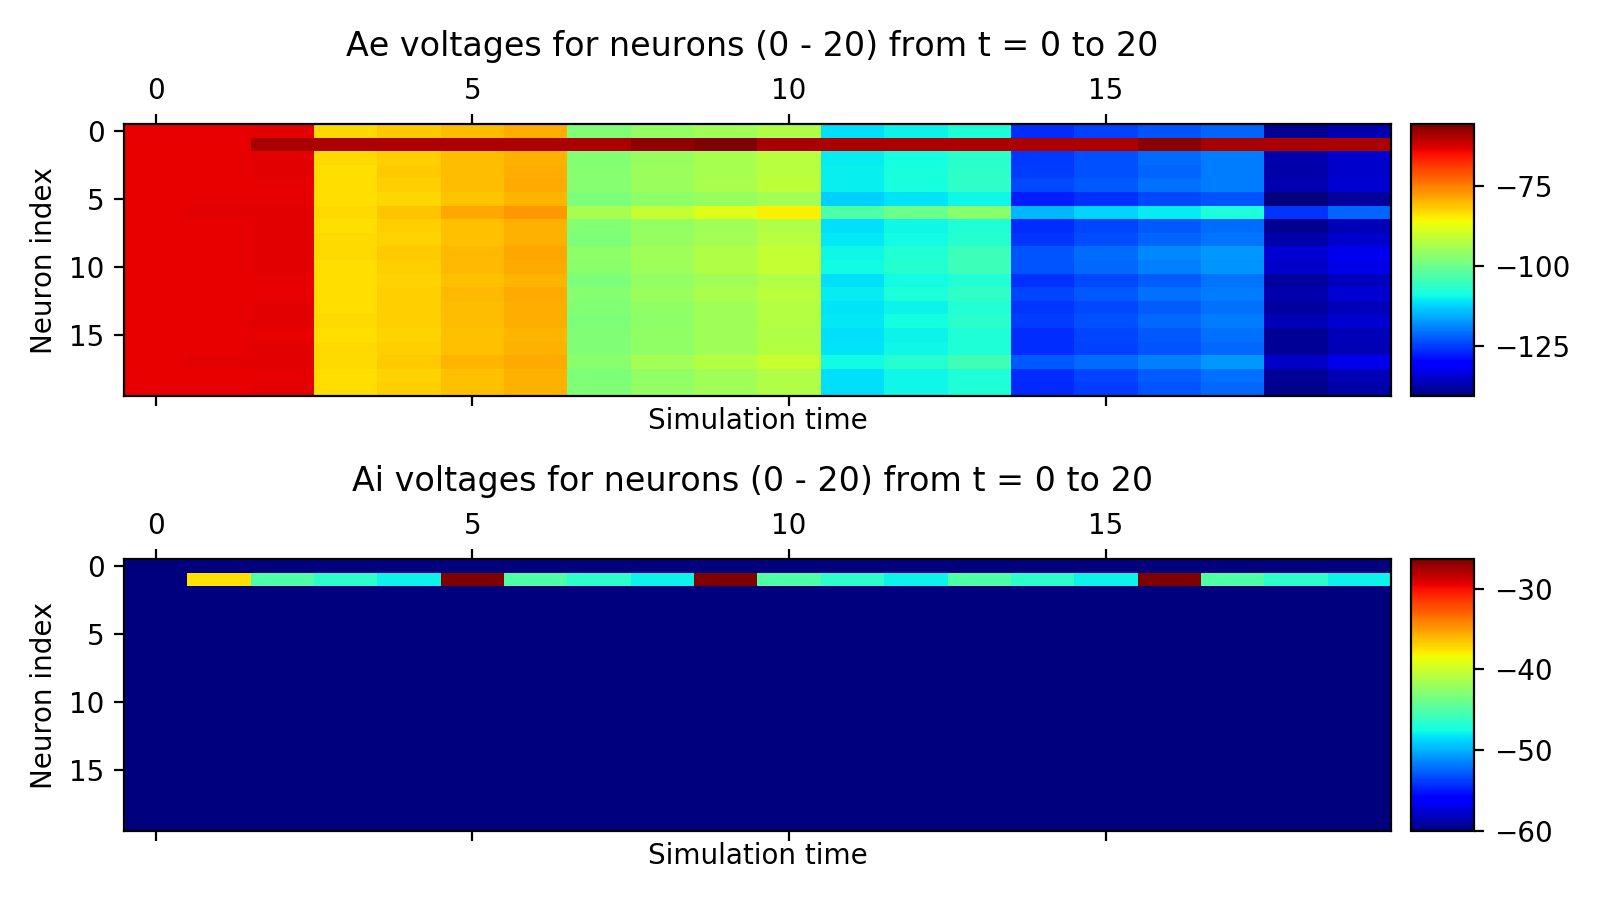 Ae voltages for neurons (0 - 20) from t = 0 to 20
0 5 10 15
Neuron index
0
5
10
15
Simulation time
−75
−100
−125
Ai voltages for neurons (0 - 20) from t = 0 to 20
0 5 10 15
Neuron index
0
5
10
15
Simulation time
−30
−40
−50
−60